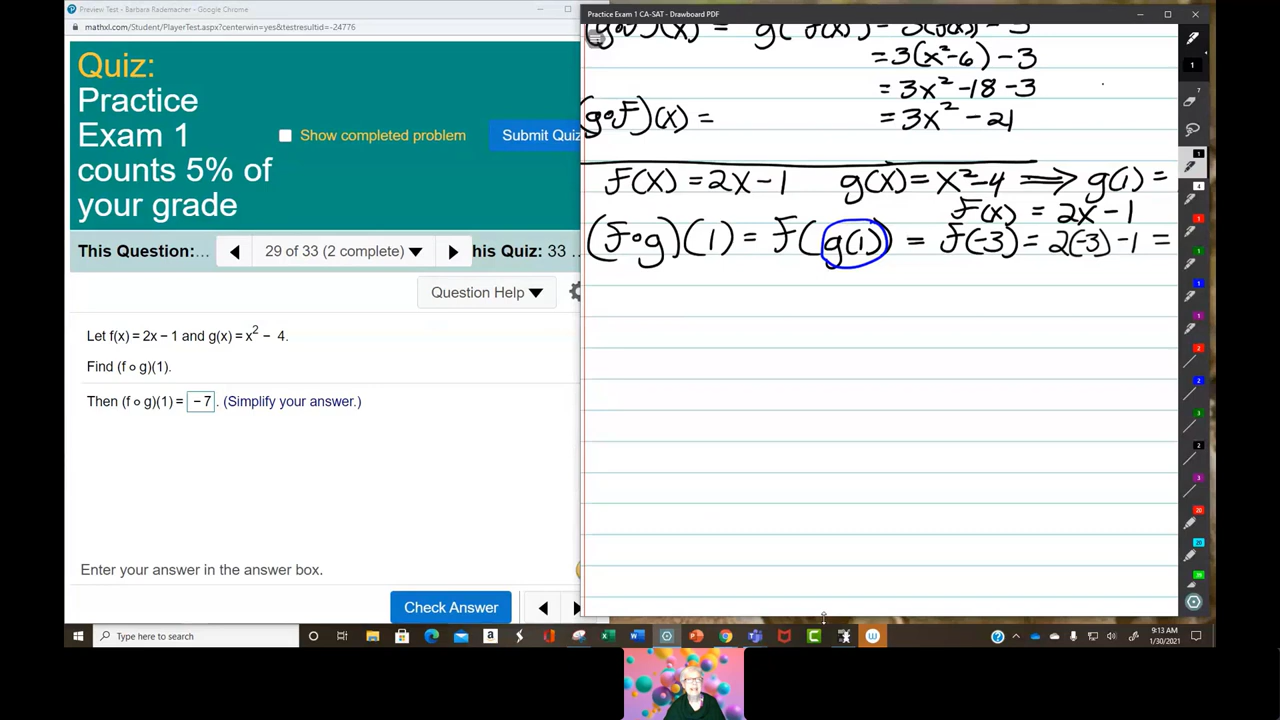 Preview Test - Barbara Rademacher - Google Chrome
mathxl.com/Student/PlayerTest.aspx?centerwin=yes&testresultid=-24776
Quiz:
Practice
Exam 1
counts 5% of
your grade
Show completed problem
Submit Quiz
This Question:
29 of 33 (2 complete)
his Quiz: 33
Question Help
Let f(x) = 2x − 1 and g(x) = x² − 4.
Find (f ∘ g)(1).
Then (f ∘ g)(1) = − 7 . (Simplify your answer.)
Enter your answer in the answer box.
Check Answer
Practice Exam 1 CA-SAT - Drawboard PDF
(g∘f)(x) = g(f(x)) = 3(f(x)) − 3
= 3(x²−6) − 3
= 3x² −18 −3
(g∘f)(x) = = 3x² − 21
f(x) = 2x − 1 g(x) = x²−4 ⟹ g(1) =
f(x) = 2x − 1
(f∘g)(1) = f(g(1)) = f(−3) = 2(−3) −1 =
Type here to search
9:13 AM
1/30/2021